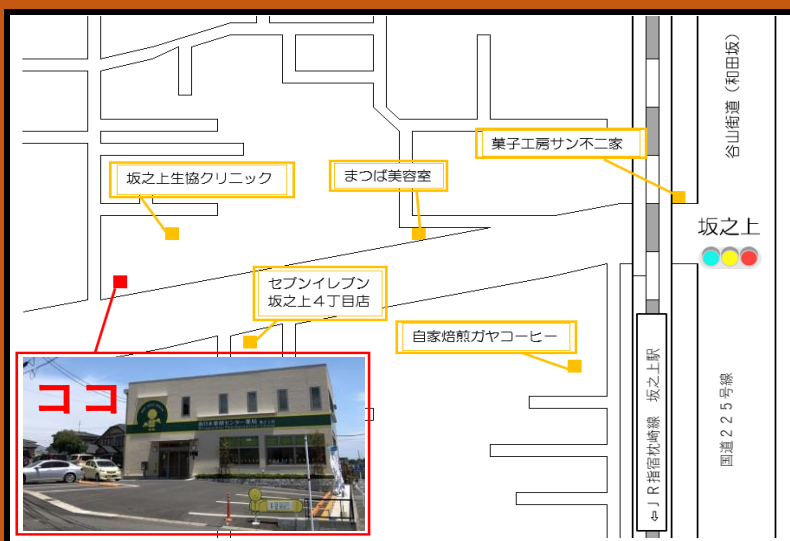 谷山街道（和田坂）
菓子工房サン不二家
坂之上生協クリニック
まつば美容室
坂之上
セブンイレブン
坂之上４丁目店
自家焙煎ガヤコーヒー
ココ
⇦ＪＲ指宿枕崎線　坂之上駅
国道２２５号線